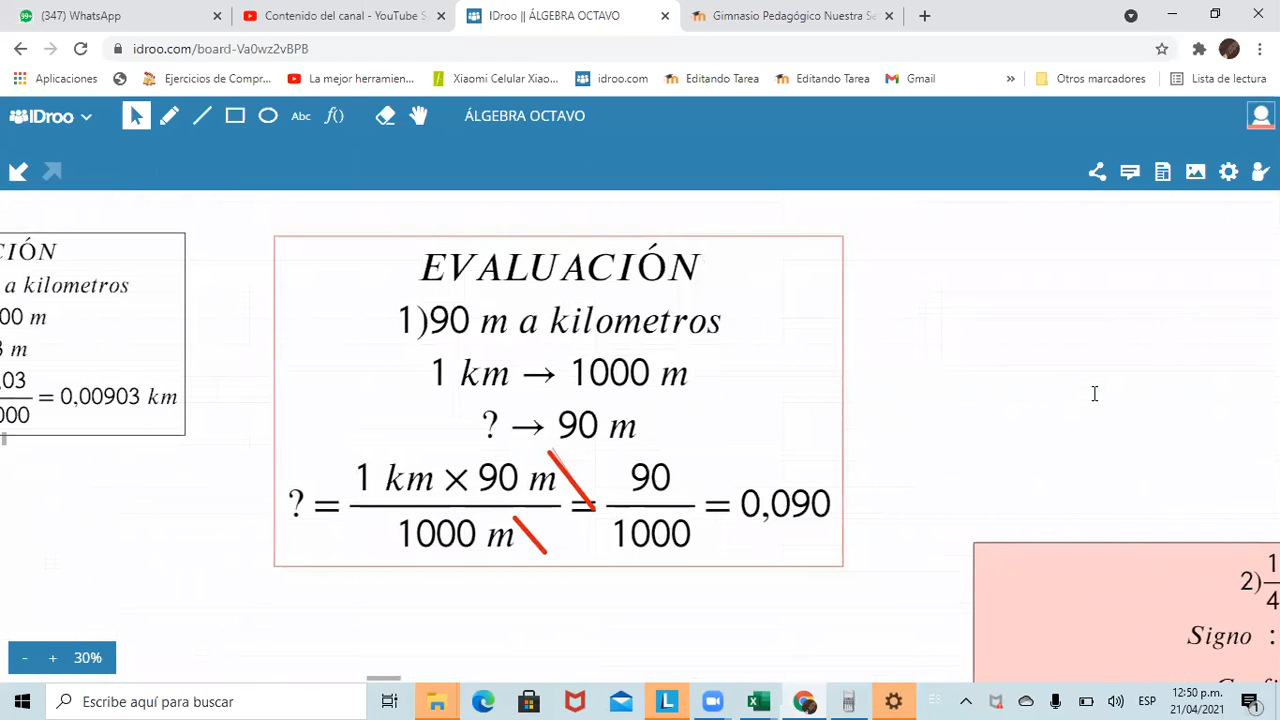 (347) WhatsApp
Contenido del canal - YouTube S
IDroo || ÁLGEBRA OCTAVO
Gimnasio Pedagógico Nuestra Se
idroo.com/board-Va0wz2vBPB
Aplicaciones
Ejercicios de Compr...
La mejor herramien...
Xiaomi Celular Xiao...
idroo.com
Editando Tarea
Editando Tarea
Gmail
»
Otros marcadores
Lista de lectura
IDroo
Abc
f()
ÁLGEBRA OCTAVO
CIÓN
a kilometros
00 m
3 m
,03
000
= 0,00903 km
EVALUACIÓN
1)90 m a kilometros
1 km → 1000 m
? → 90 m
? = 1 km × 90 m / 1000 m = 90 / 1000 = 0,090
2) 1
4
Signo :
- + 30%
Escribe aquí para buscar
99+
L
ESP
12:50 p.m.
21/04/2021
1